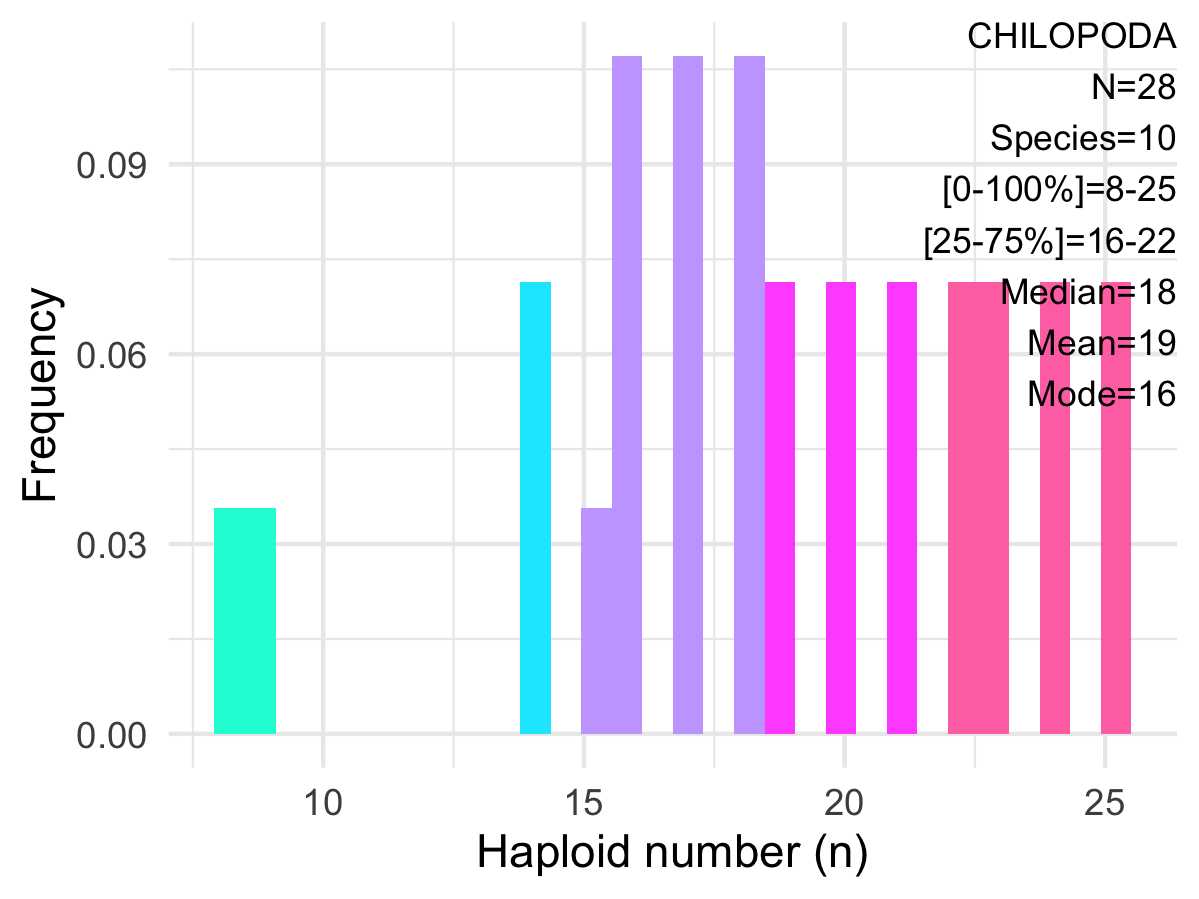 CHILOPODA
N=28
Species=10
[0-100%]=8-25
[25-75%]=16-22
Median=18
Mean=19
Mode=16
Frequency
0.09
0.06
0.03
0.00
10 15 20 25
Haploid number (n)